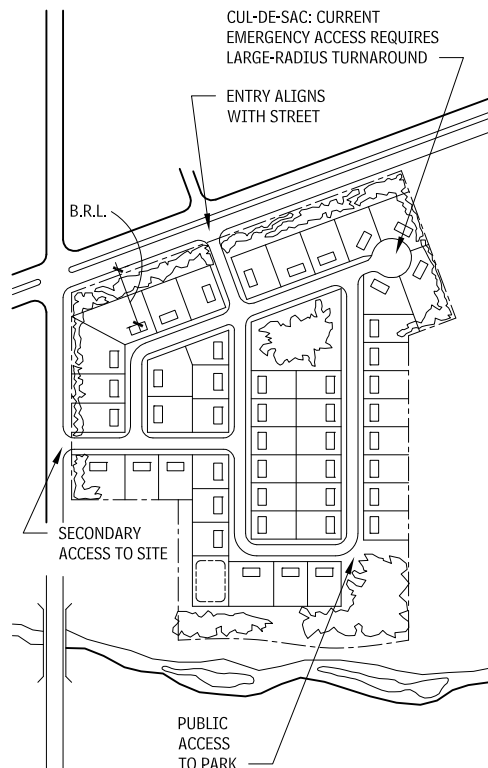 CUL-DE-SAC: CURRENT
EMERGENCY ACCESS REQUIRES
LARGE-RADIUS TURNAROUND
ENTRY ALIGNS
WITH STREET
B.R.L.
SECONDARY
ACCESS TO SITE
PUBLIC
ACCESS
TO PARK